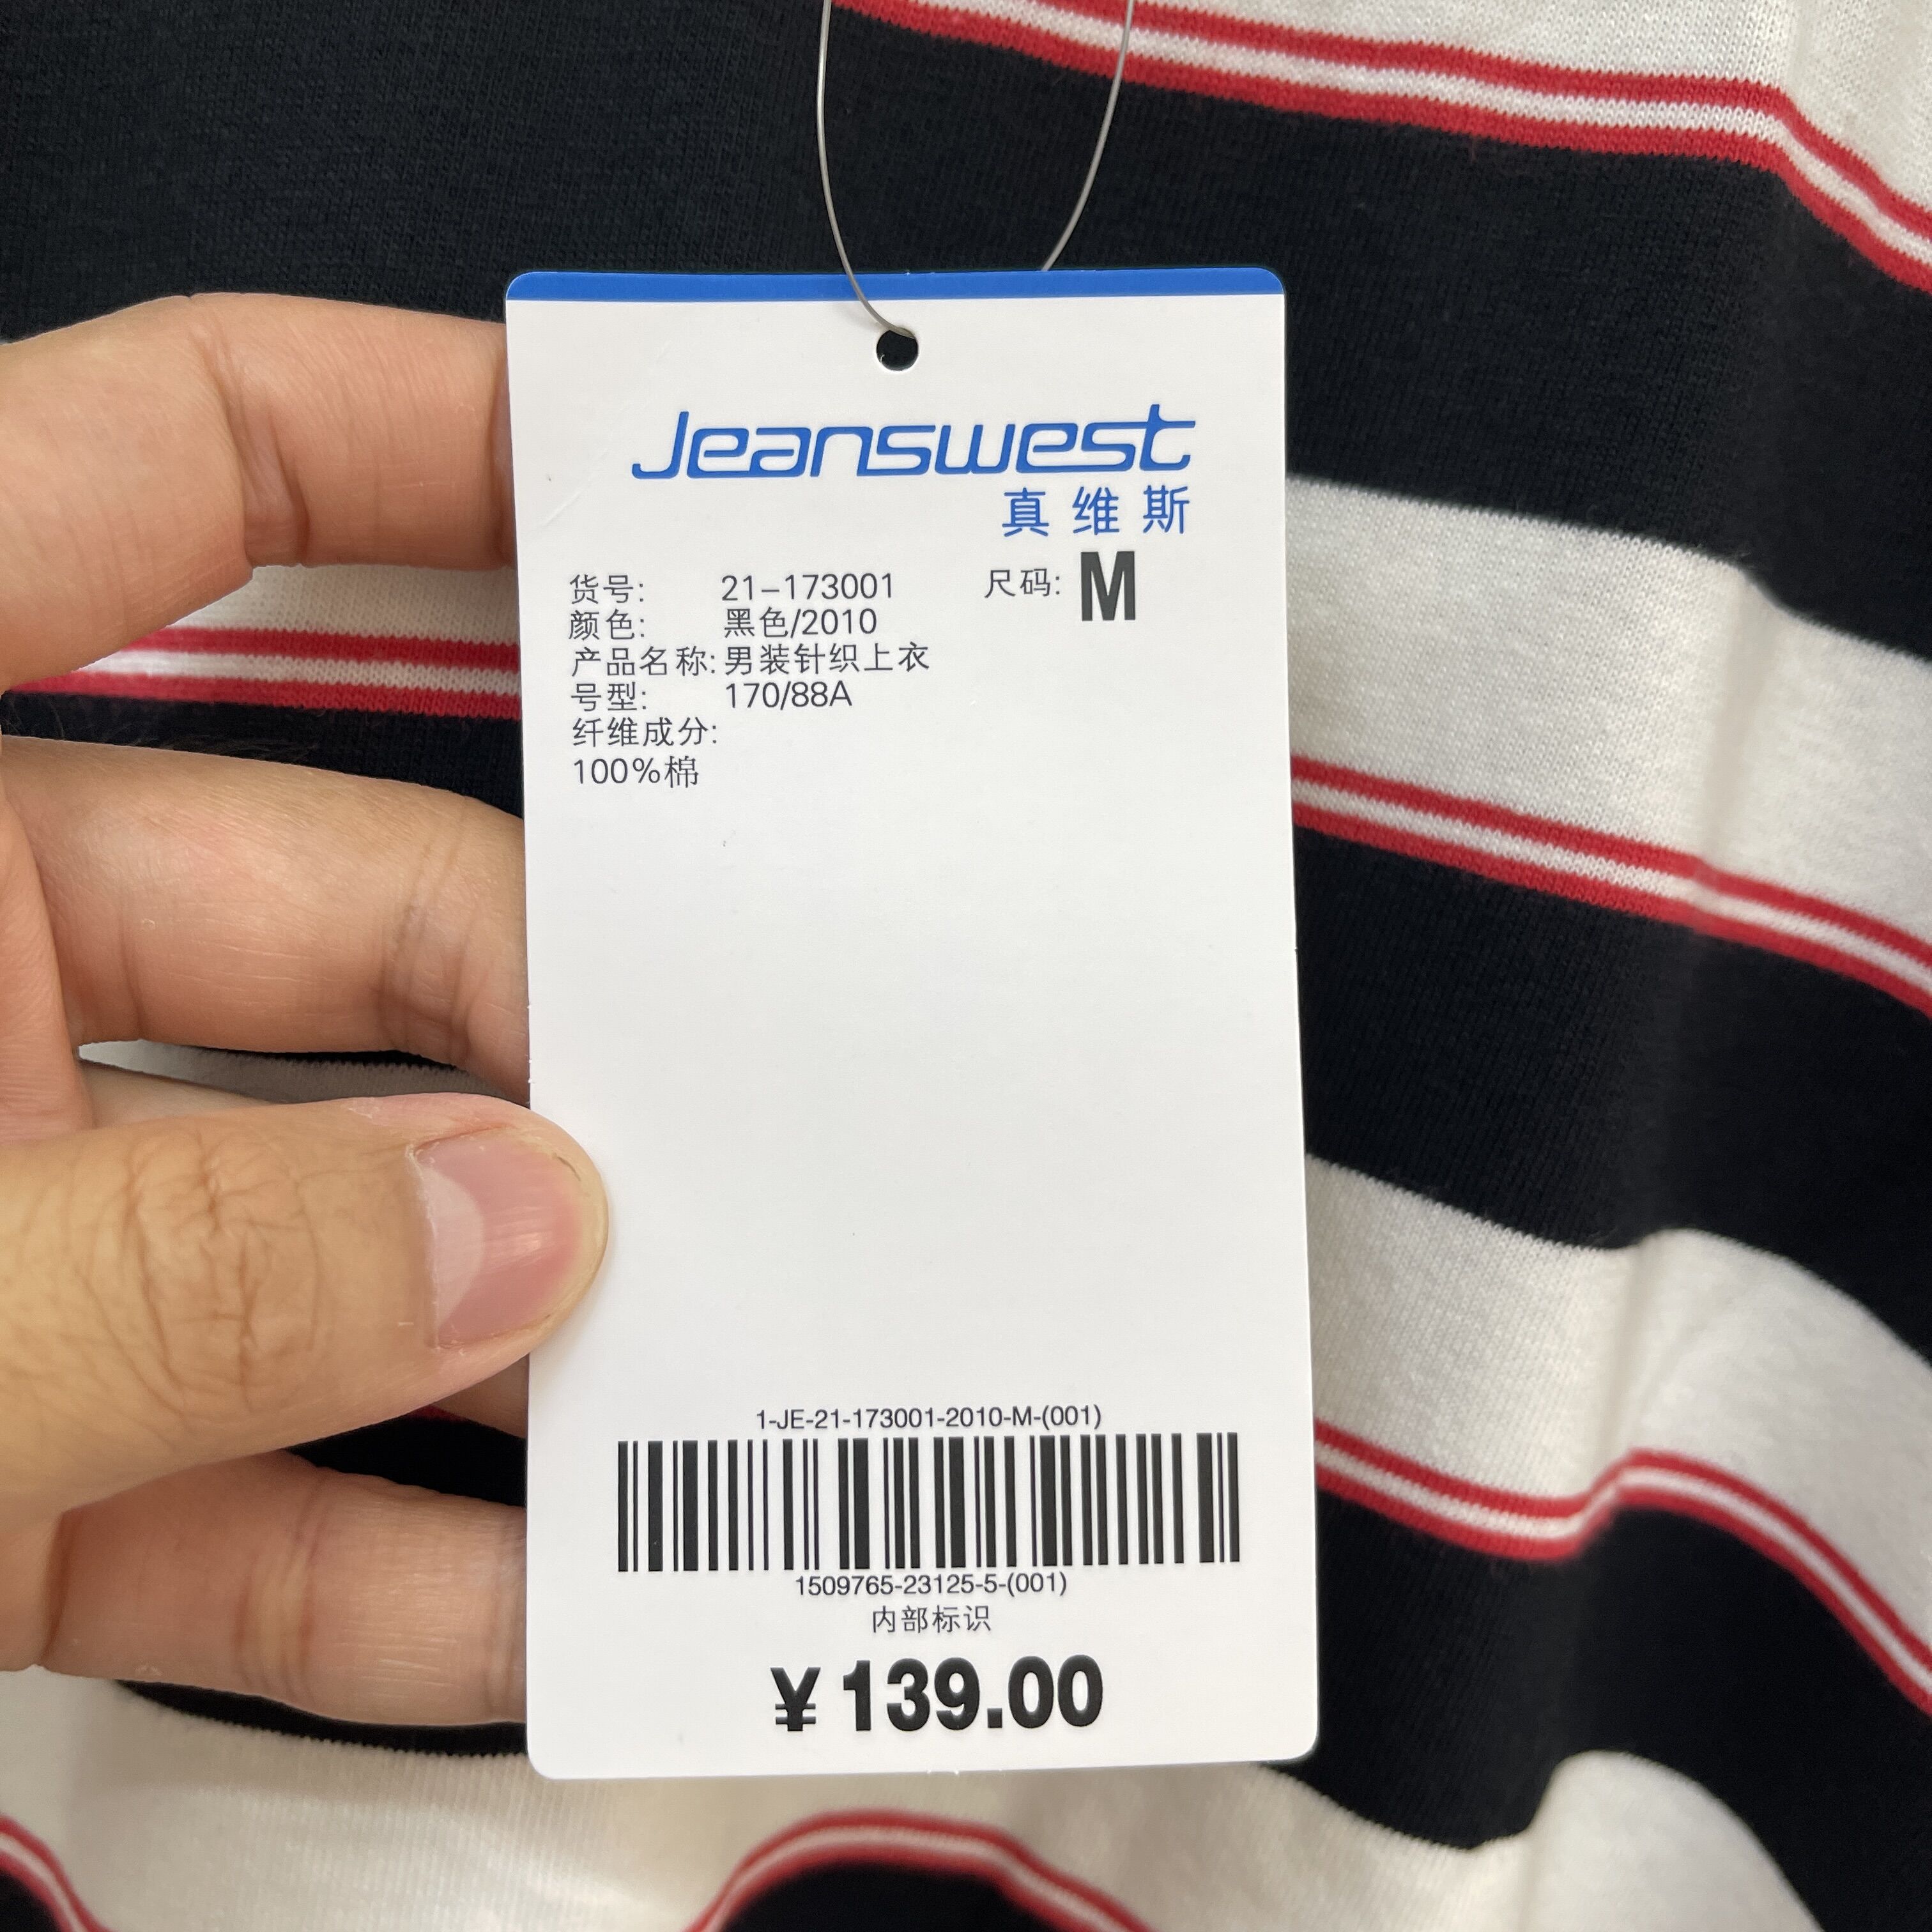 Jeanswest
真维斯
货号: 21-173001 尺码: M
颜色: 黑色/2010
产品名称: 男装针织上衣
号型: 170/88A
纤维成分:
100%棉
1-JE-21-173001-2010-M-(001)
1509765-23125-5-(001)
内部标识
¥139.00